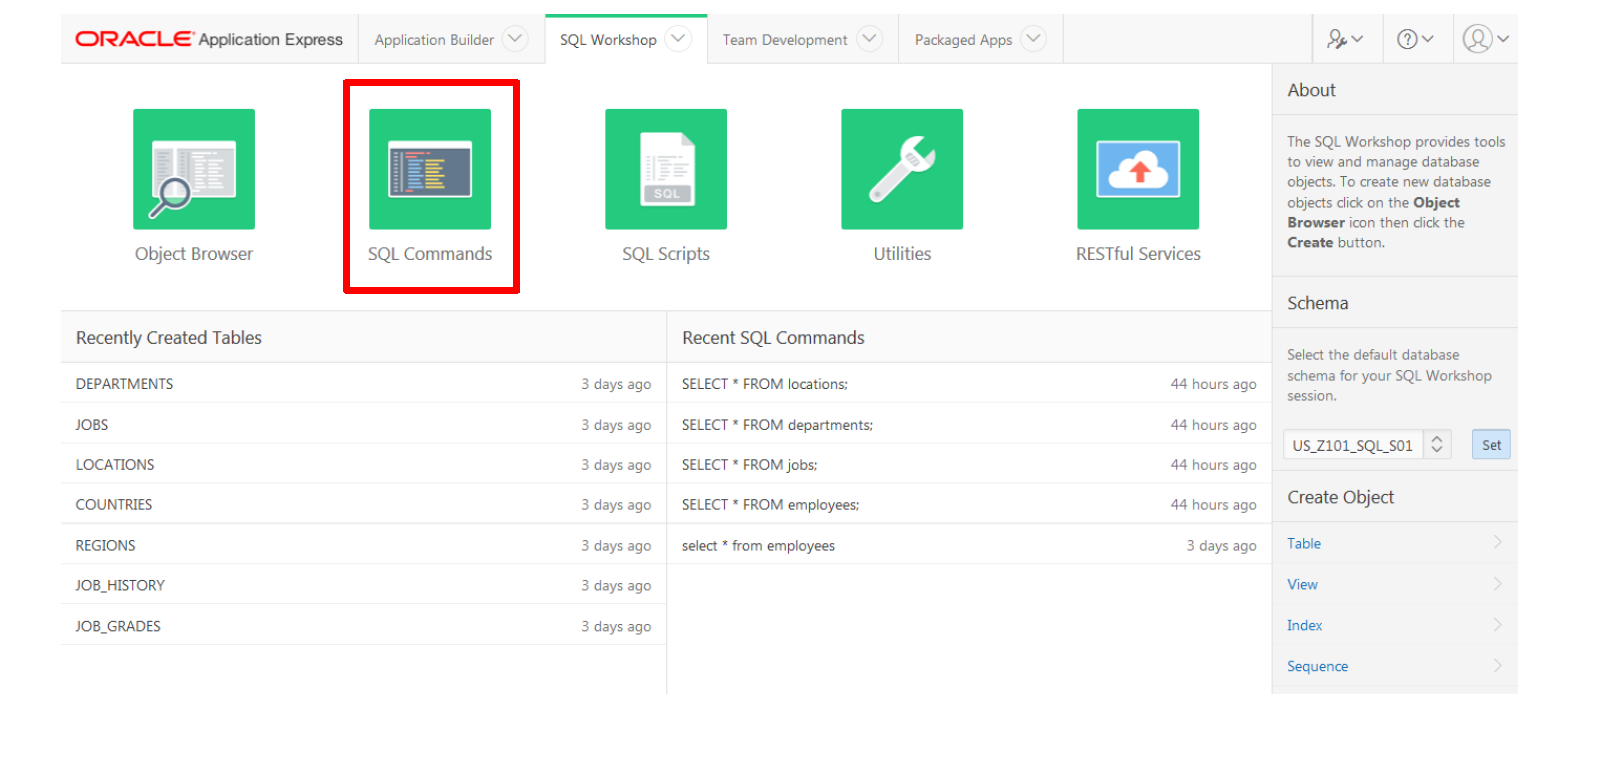 ORACLE Application Express
Application Builder
SQL Workshop
Team Development
Packaged Apps
Object Browser
SQL Commands
SQL
SQL Scripts
Utilities
RESTful Services
Recently Created Tables
DEPARTMENTS 3 days ago
JOBS 3 days ago
LOCATIONS 3 days ago
COUNTRIES 3 days ago
REGIONS 3 days ago
JOB_HISTORY 3 days ago
JOB_GRADES 3 days ago
Recent SQL Commands
SELECT * FROM locations; 44 hours ago
SELECT * FROM departments; 44 hours ago
SELECT * FROM jobs; 44 hours ago
SELECT * FROM employees; 44 hours ago
select * from employees 3 days ago
About
The SQL Workshop provides tools
to view and manage database
objects. To create new database
objects click on the Object
Browser icon then click the
Create button.
Schema
Select the default database
schema for your SQL Workshop
session.
US_Z101_SQL_S01 Set
Create Object
Table
View
Index
Sequence